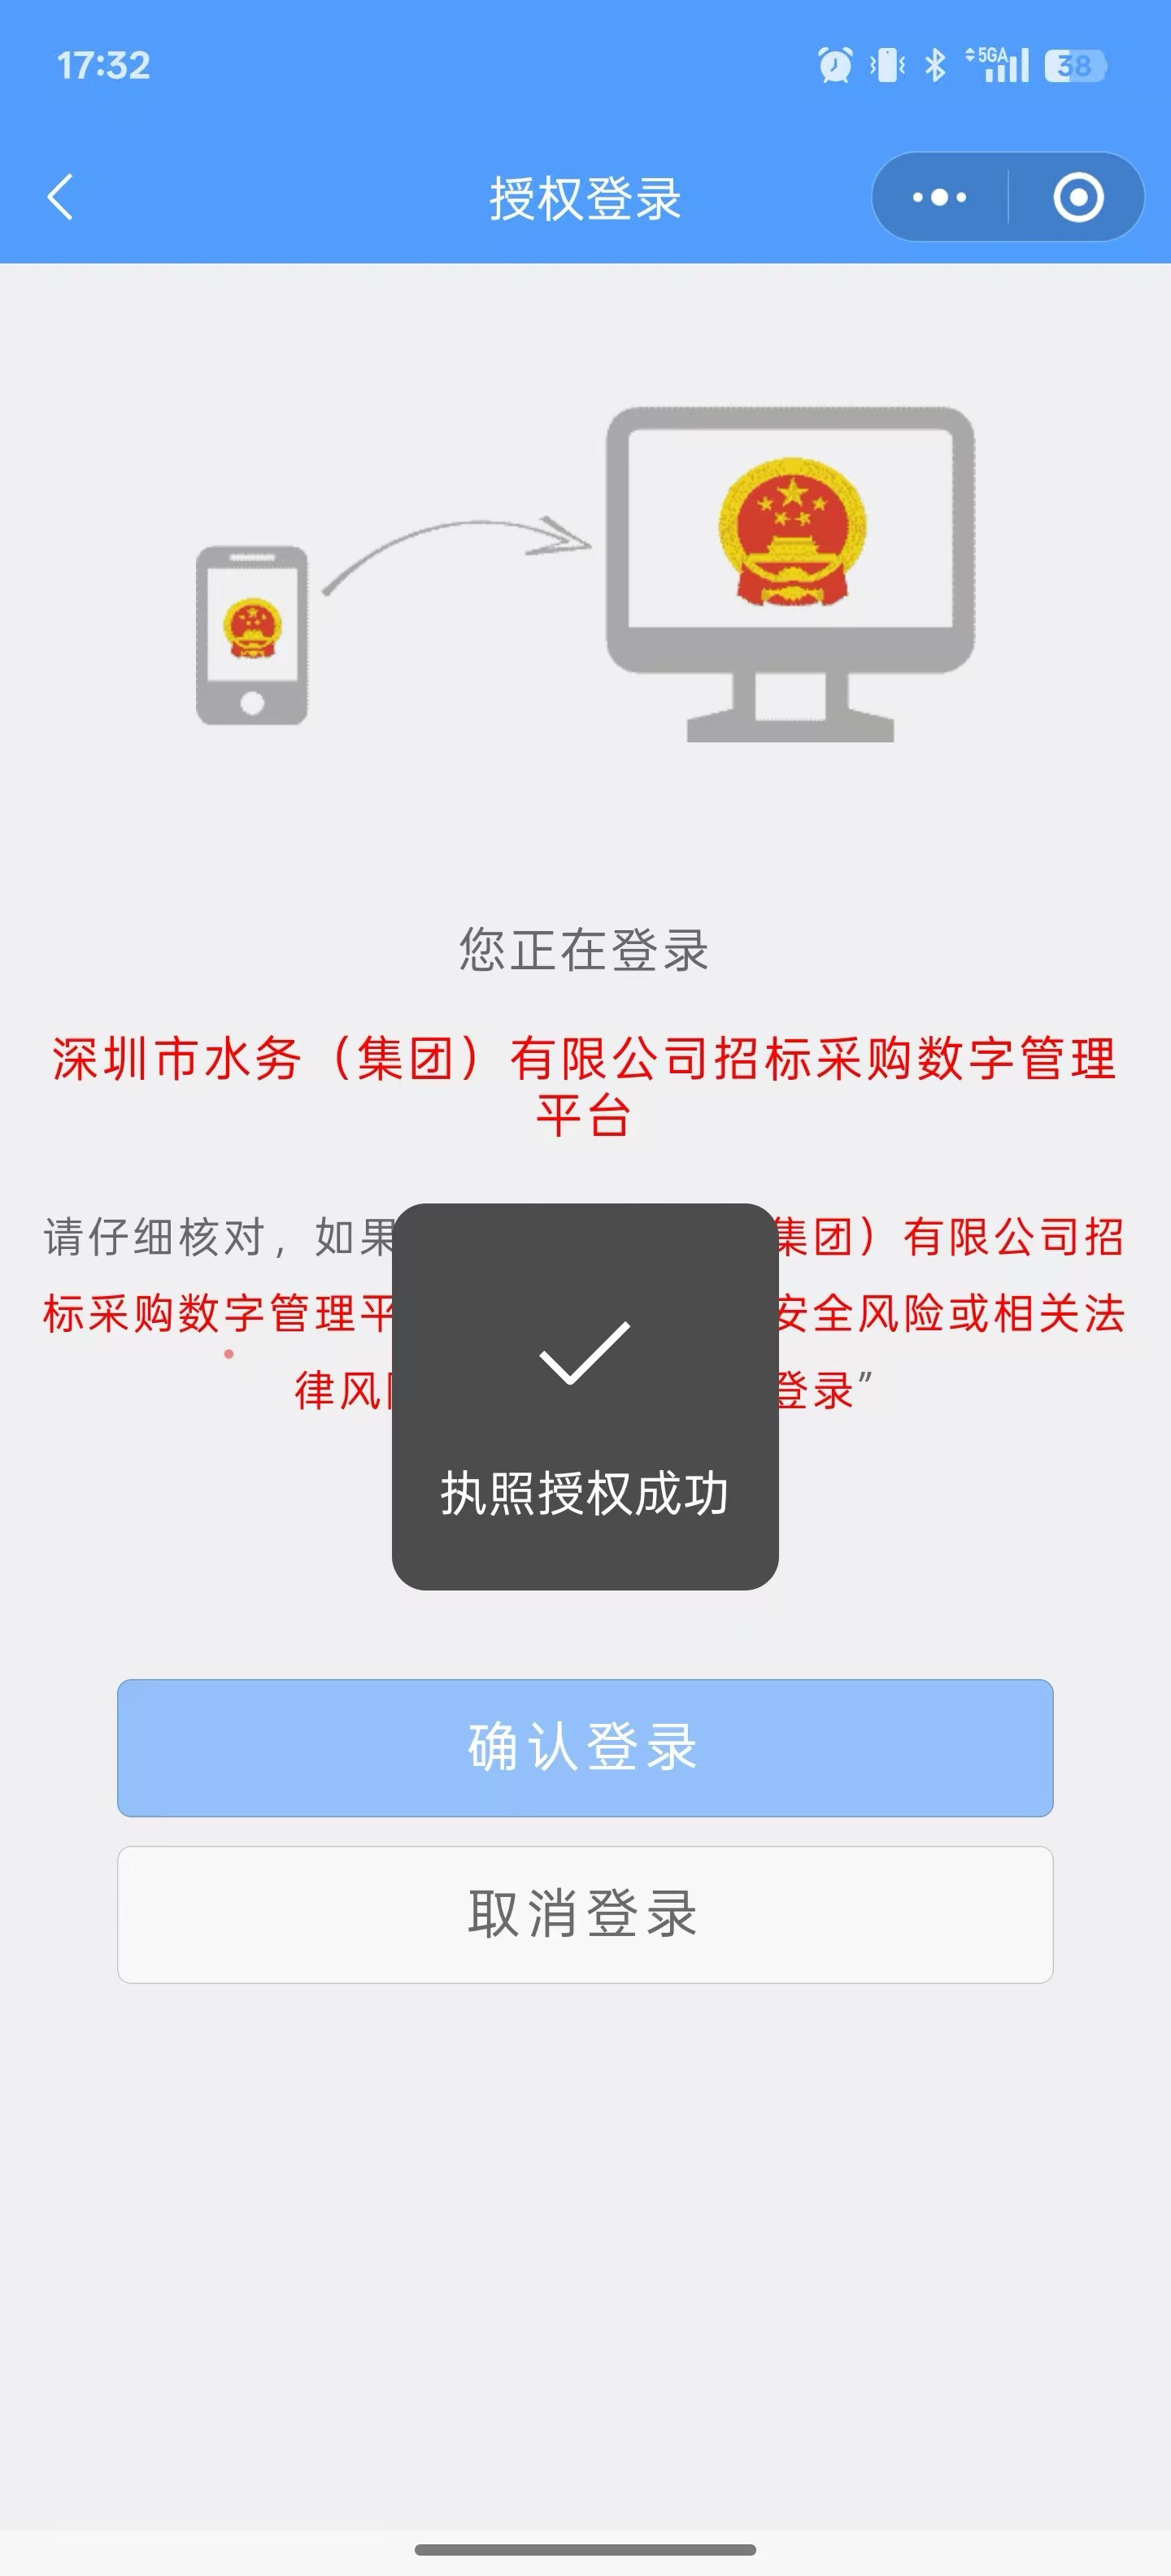 17:32
5GA
38
授权登录
您正在登录
深圳市水务（集团）有限公司招标采购数字管理
平台
请仔细核对，如果
集团）有限公司招
标采购数字管理平
安全风险或相关法
律风
登录”
执照授权成功
确认登录
取消登录